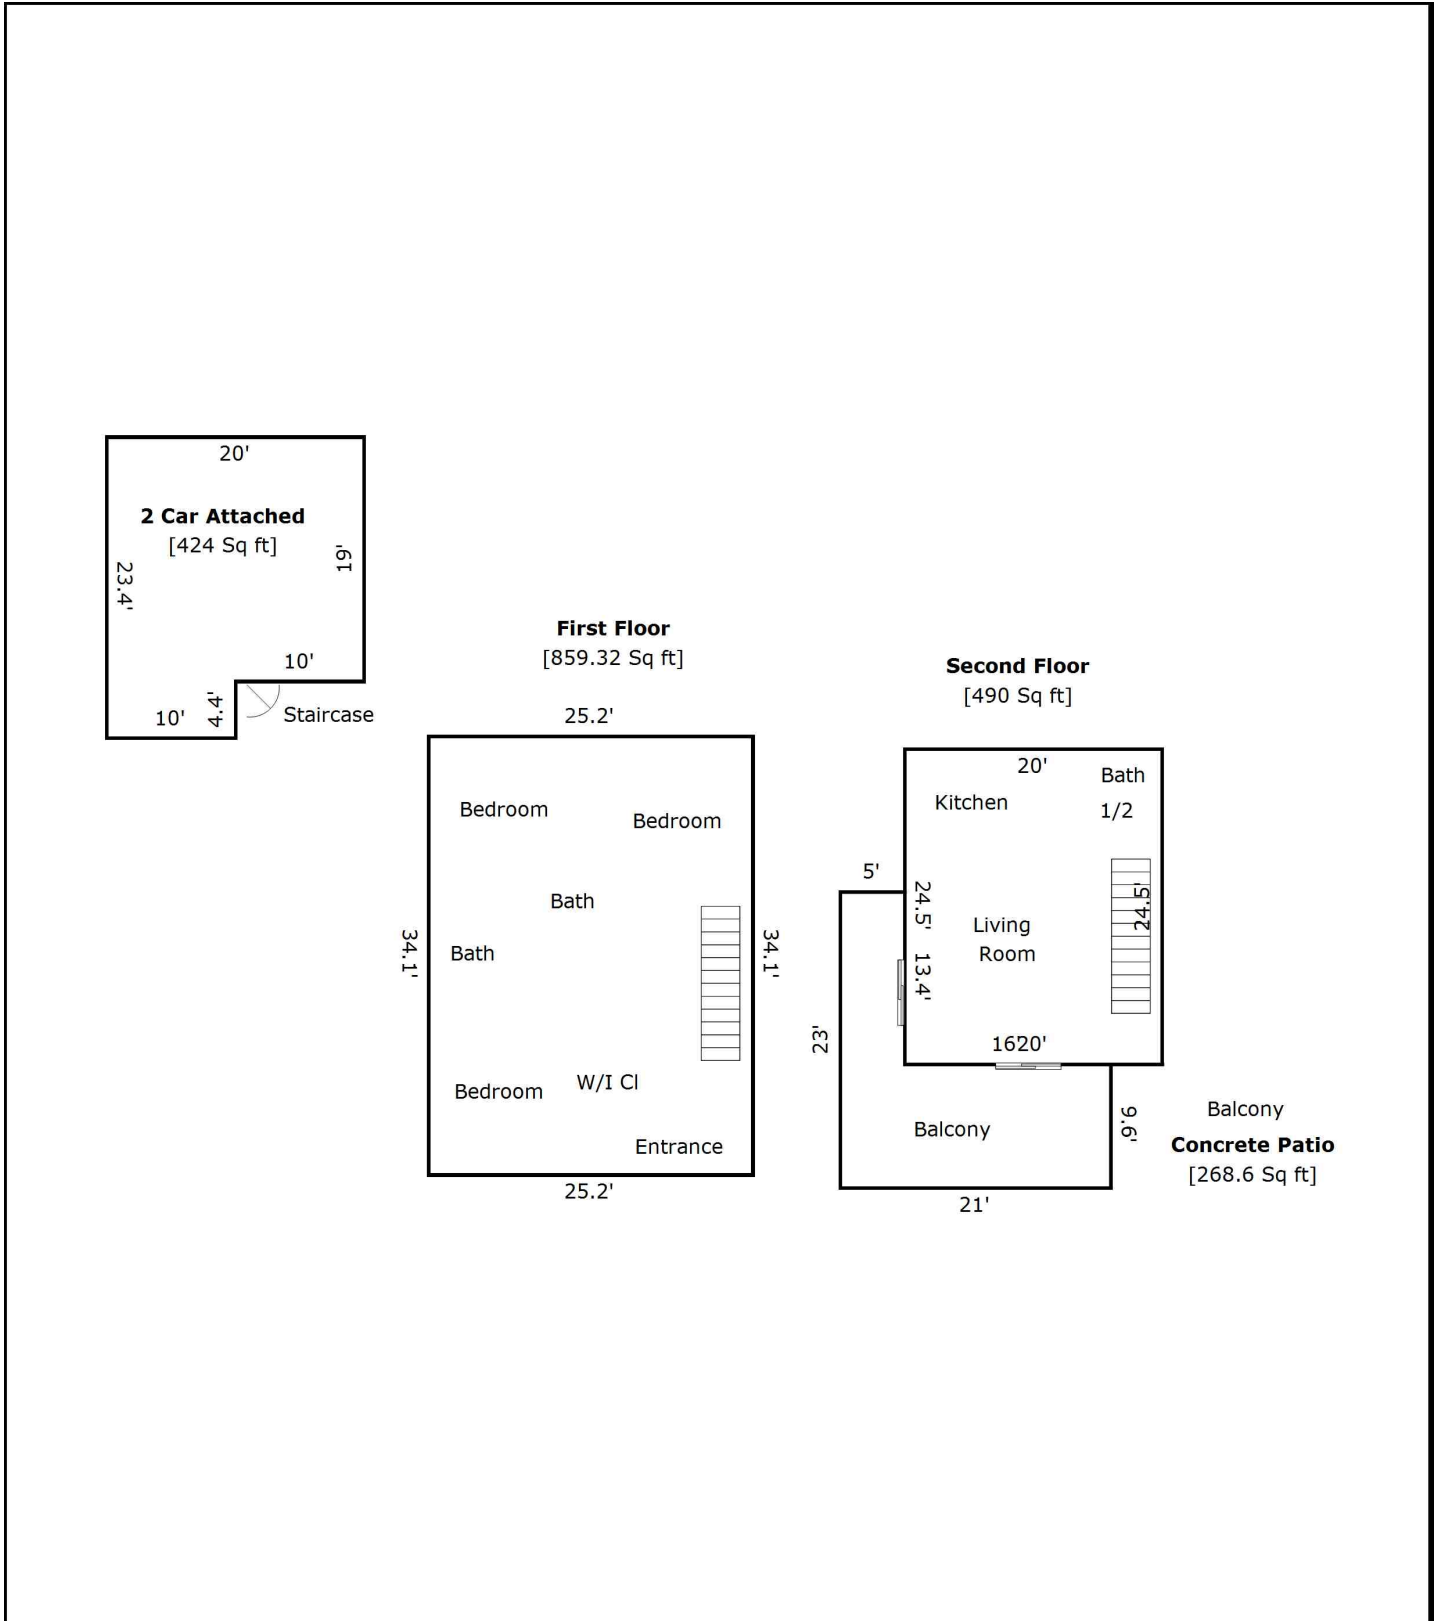 20'
2 Car Attached
[424 Sq ft]
19'
23.4'
10'
4.4'
10'
Staircase
First Floor
[859.32 Sq ft]
25.2'
Bedroom
Bedroom
Bath
Bath
34.1'
34.1'
Bedroom
W/I Cl
Entrance
25.2'
Second Floor
[490 Sq ft]
20'
Bath
1/2
Kitchen
5'
24.5'
24.5'
Living
Room
13.4'
23'
16'
20'
Balcony
9.6'
21'
Balcony
Concrete Patio
[268.6 Sq ft]